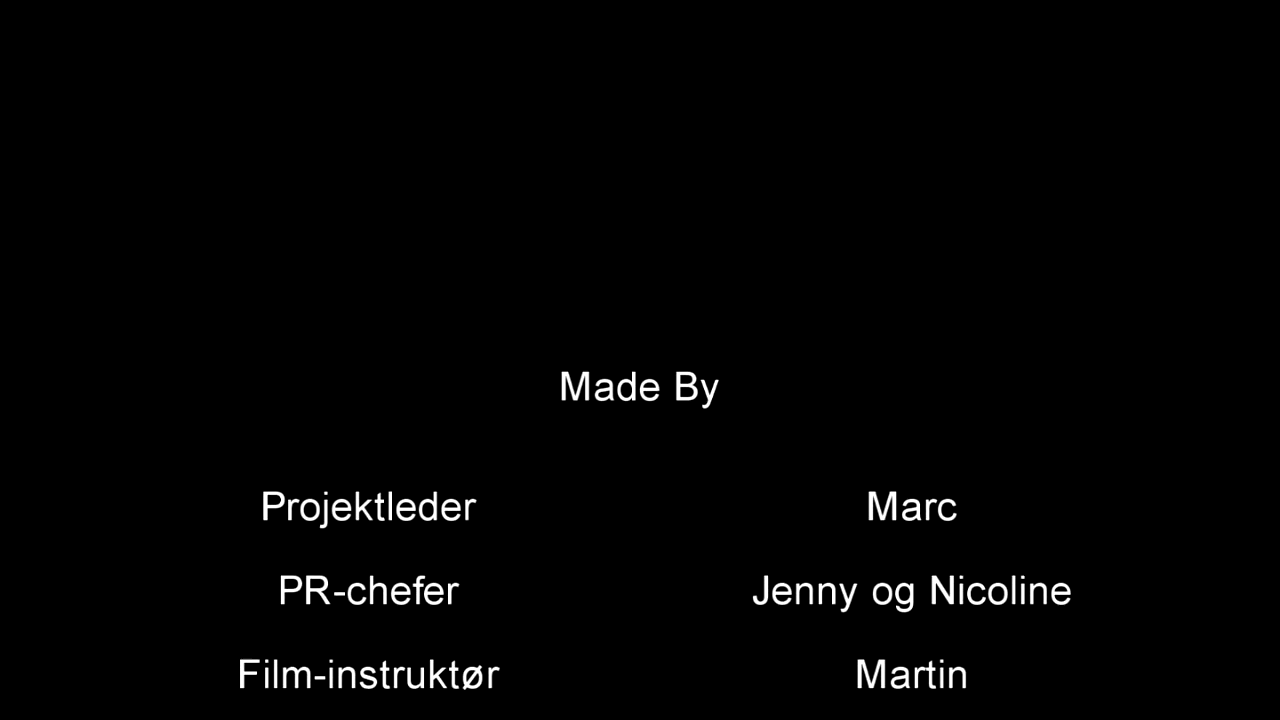 Made By
Projektleder Marc
PR-chefer Jenny og Nicoline
Film-instruktør Martin